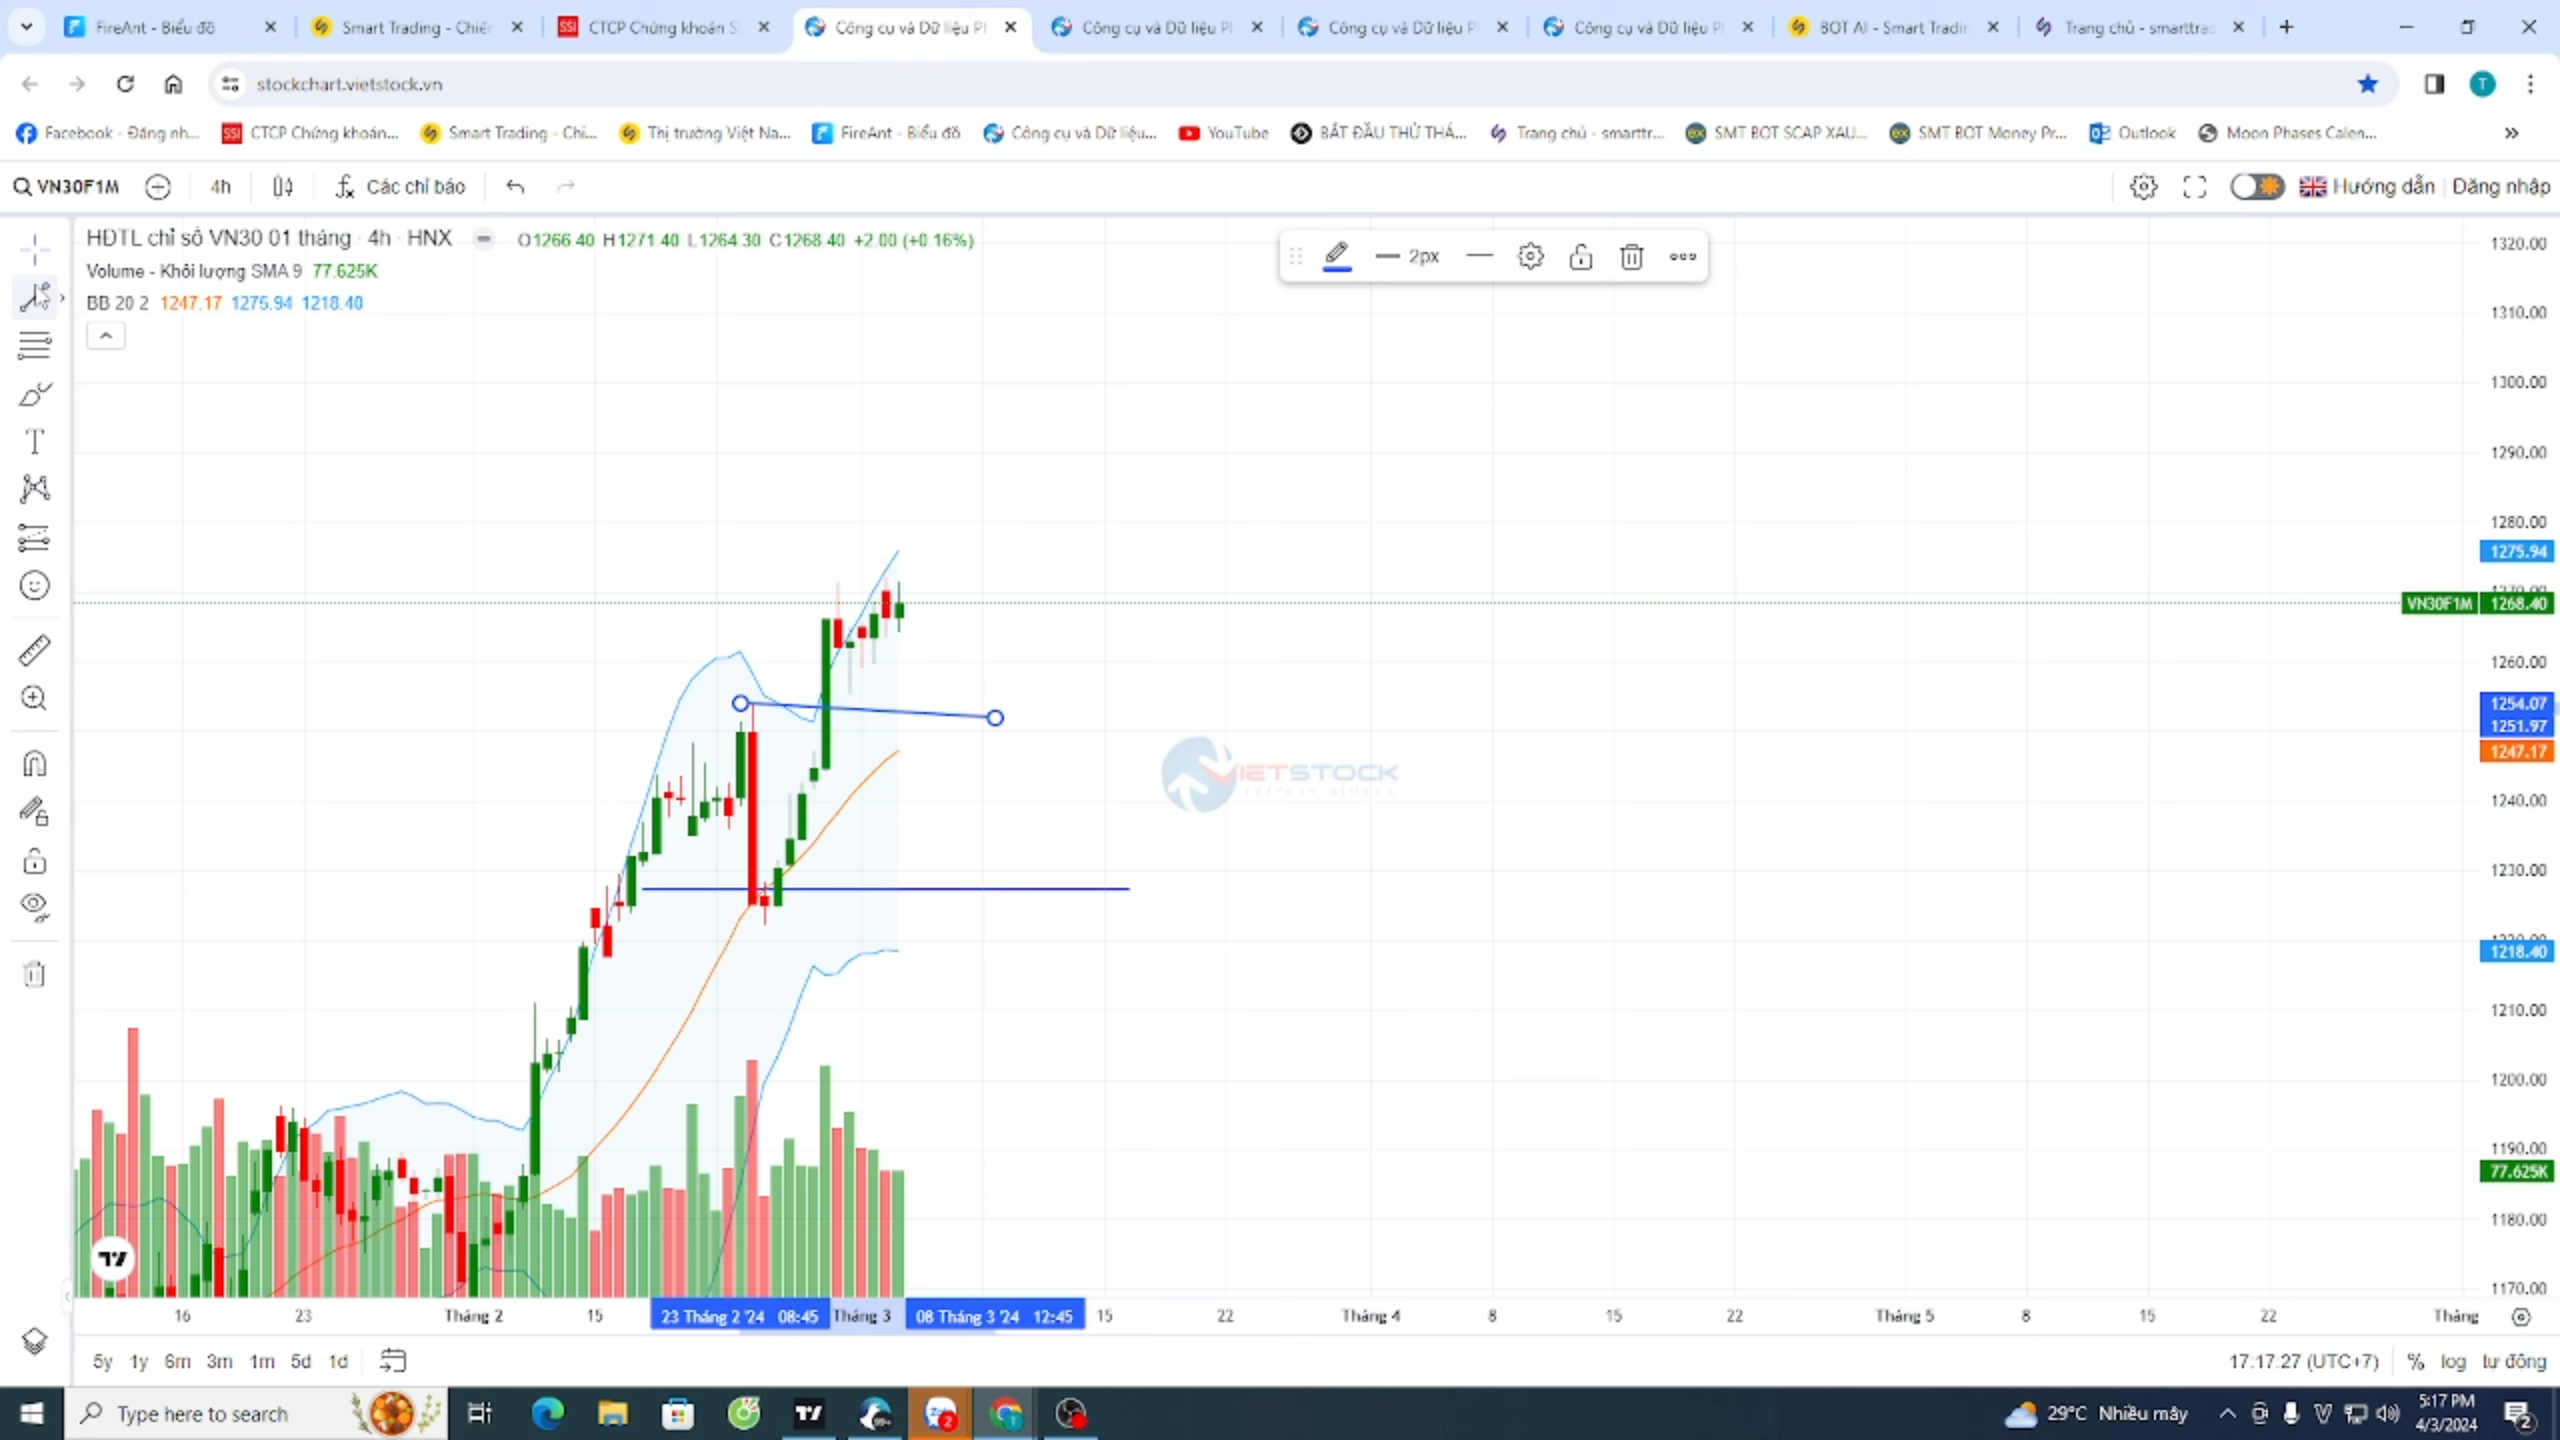 FireAnt - Biểu đồ
Smart Trading - Chiến
CTCP Chứng khoán S
Công cụ và Dữ liệu P
Công cụ và Dữ liệu P
Công cụ và Dữ liệu P
Công cụ và Dữ liệu P
BOT AI - Smart Tradin
Trang chủ - smarttrad
stockchart.vietstock.vn
T
Facebook - Đăng nh...
SSI CTCP Chứng khoán...
Smart Trading - Chi...
Thị trường Việt Na...
FireAnt - Biểu đồ
Công cụ và Dữ liệu...
YouTube
BẮT ĐẦU THỬ THÁ...
Trang chủ - smarttr...
SMT BOT SCAP XAU...
SMT BOT Money Pr...
Outlook
Moon Phases Calen...
VN30F1M
4h
Các chỉ báo
Hướng dẫn
Đăng nhập
HĐTL chỉ số VN30 01 tháng · 4h · HNX
O1266.40 H1271.40 L1264.30 C1268.40 +2.00 (+0.16%)
Volume - Khối lượng SMA 9 77.625K
BB 20 2 1247.17 1275.94 1218.40
2px
1320.00
1310.00
1300.00
1290.00
1280.00
1275.94
VN30F1M 1268.40
1260.00
1254.07
1251.97
1247.17
VIETSTOCK
1240.00
1230.00
1218.40
1210.00
1200.00
1190.00
77.625K
1180.00
1170.00
16 23 Tháng 2 15 23 Tháng 2 '24 08:45 Tháng 3 08 Tháng 3 '24 12:45 15 22 Tháng 4 8 15 22 Tháng 5 8 15 22 Tháng
5y 1y 6m 3m 1m 5d 1d
17:17:27 (UTC+7) % log tự động
Type here to search
29°C Nhiều mây
5:17 PM
4/3/2024